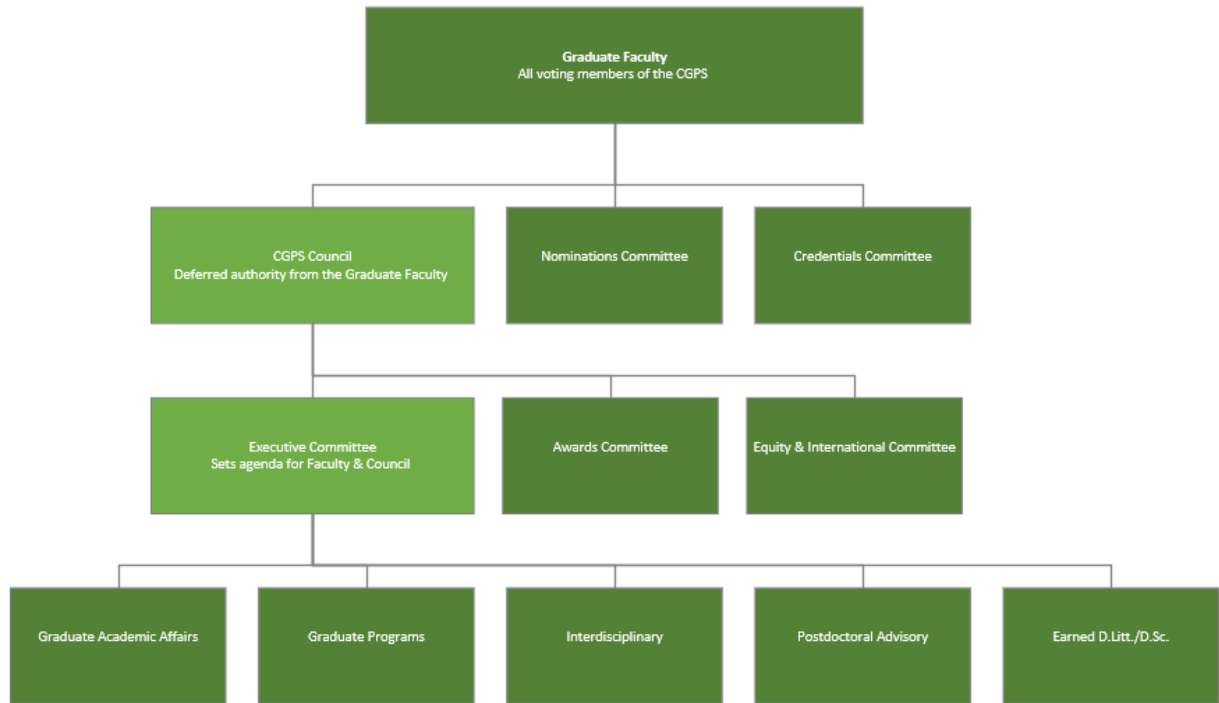 Graduate Faculty
All voting members of the CGPS
CGPS Council
Deferred authority from the Graduate Faculty
Nominations Committee
Credentials Committee
Executive Committee
Sets agenda for Faculty & Council
Awards Committee
Equity & International Committee
Graduate Academic Affairs
Graduate Programs
Interdisciplinary
Postdoctoral Advisory
Earned D.Litt./D.Sc.